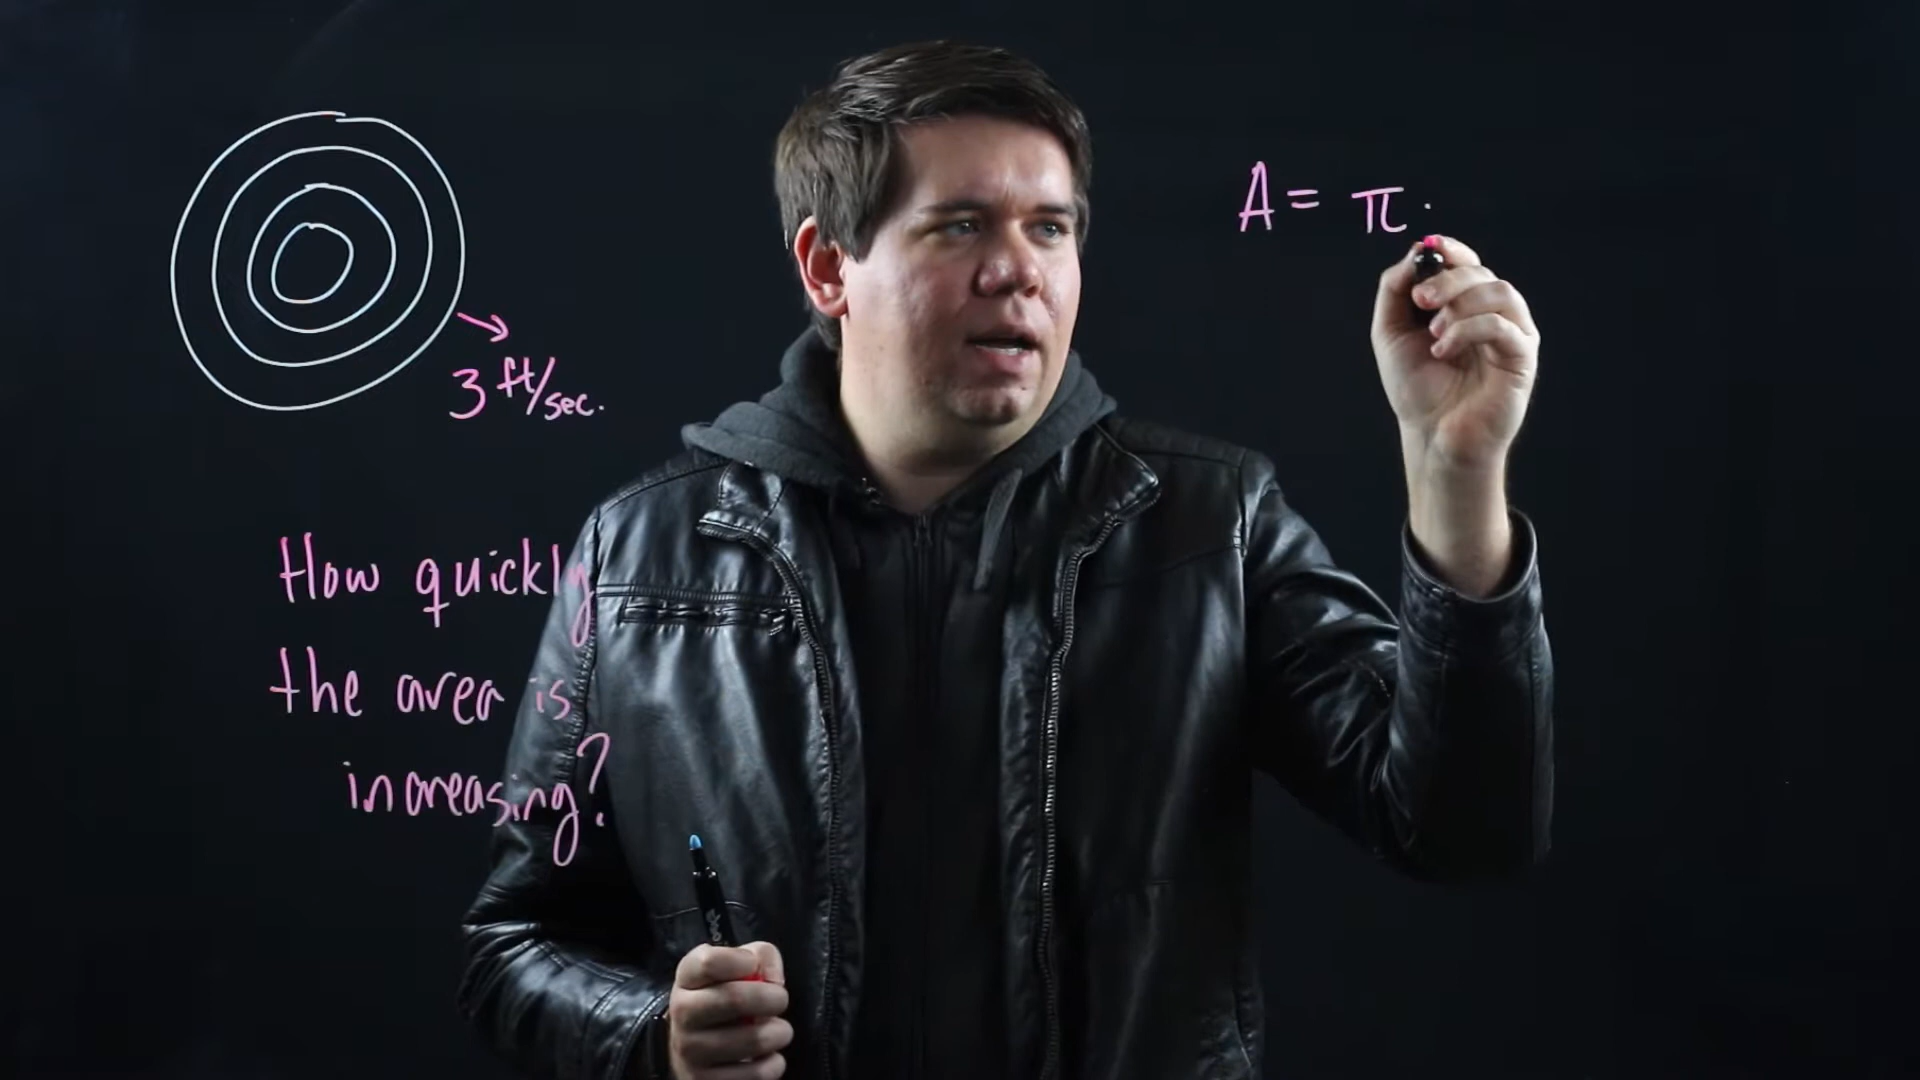 3 ft/sec.
How quickly
the area is
increasing?
A = π ·